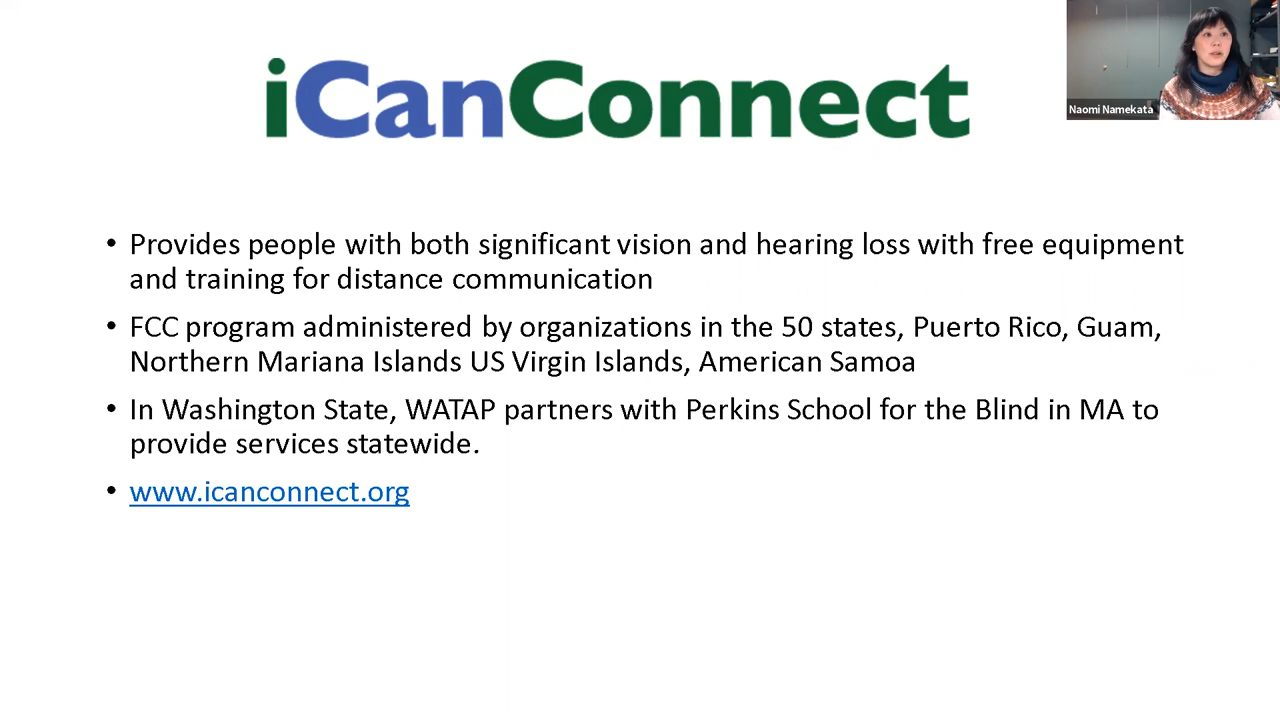 iCanConnect
Naomi Namekata
• Provides people with both significant vision and hearing loss with free equipment
and training for distance communication
• FCC program administered by organizations in the 50 states, Puerto Rico, Guam,
Northern Mariana Islands US Virgin Islands, American Samoa
• In Washington State, WATAP partners with Perkins School for the Blind in MA to
provide services statewide.
• www.icanconnect.org